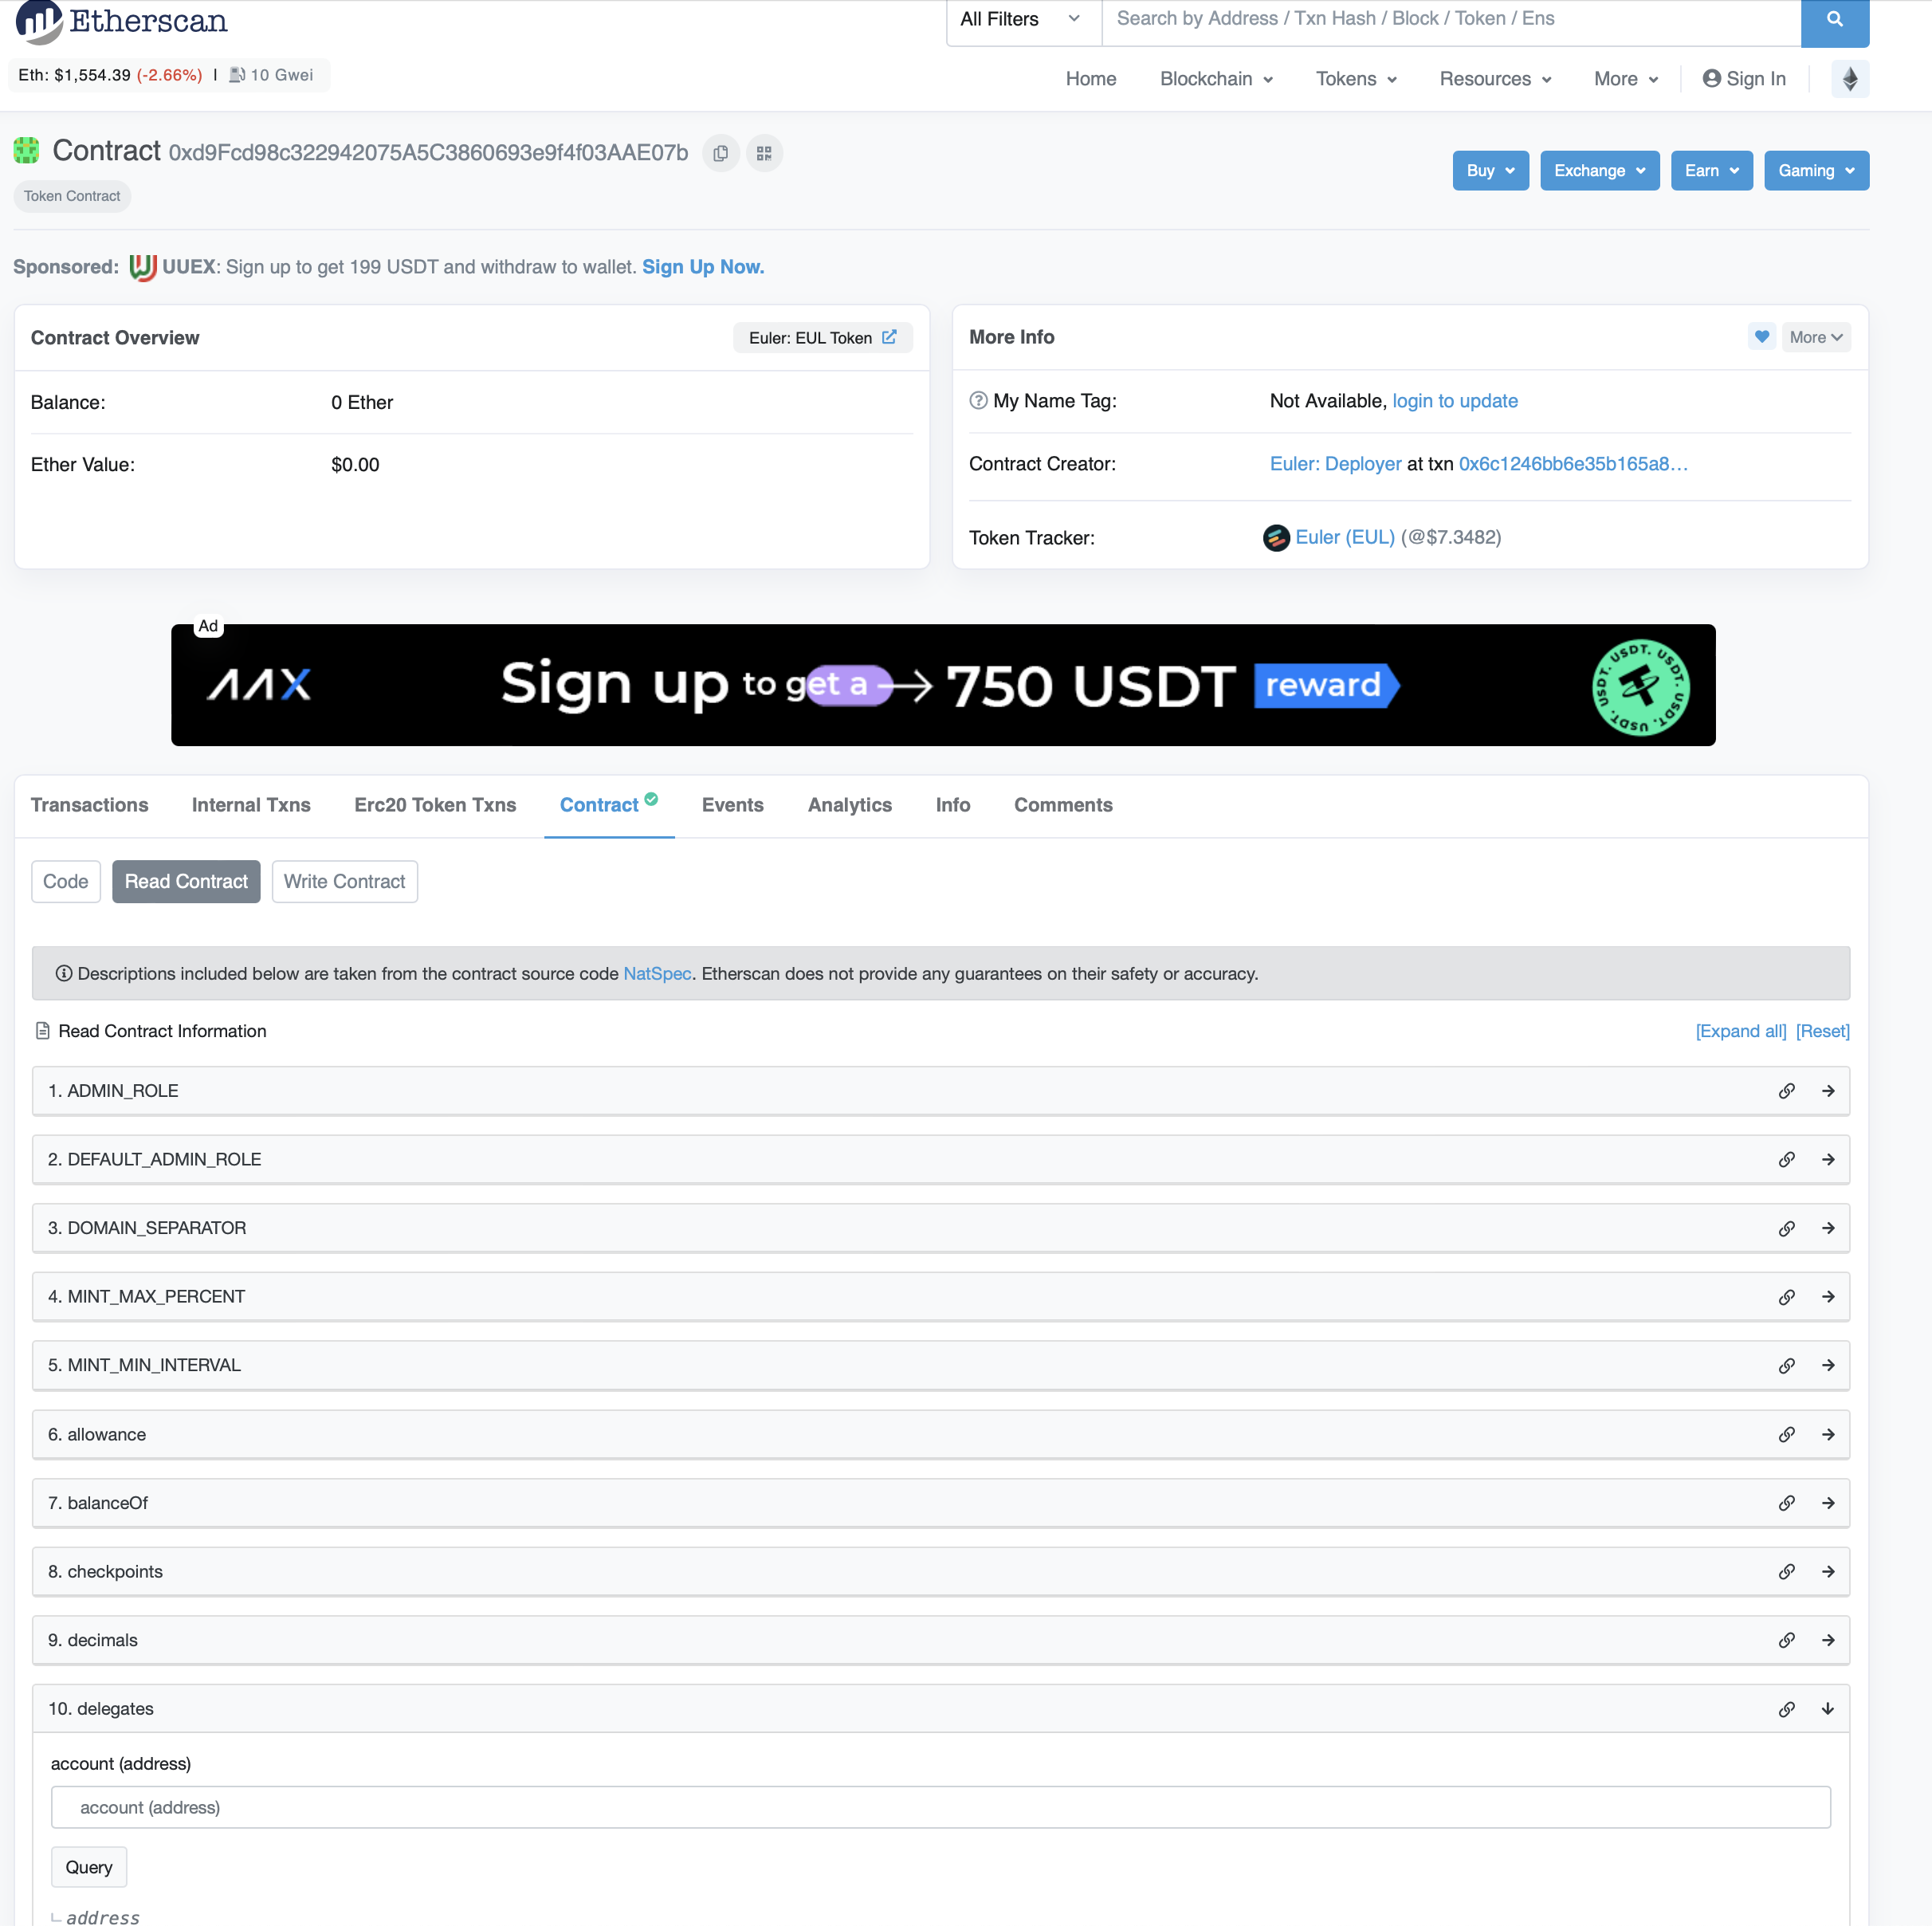 Etherscan
All Filters
Search by Address / Txn Hash / Block / Token / Ens
Eth: $1,554.39 (-2.66%) | 10 Gwei
Home Blockchain Tokens Resources More Sign In
Contract 0xd9Fcd98c322942075A5C3860693e9f4f03AAE07b
Buy Exchange Earn Gaming
Token Contract
Sponsored: UUEX: Sign up to get 199 USDT and withdraw to wallet. Sign Up Now.
Contract Overview
Euler: EUL Token
Balance: 0 Ether
Ether Value: $0.00
More Info
More
My Name Tag: Not Available, login to update
Contract Creator: Euler: Deployer at txn 0x6c1246bb6e35b165a8...
Token Tracker: Euler (EUL) (@$7.3482)
Ad
AAX Sign up to get a 750 USDT reward
USDT. USDT. USDT. USDT.
Transactions Internal Txns Erc20 Token Txns Contract Events Analytics Info Comments
Code Read Contract Write Contract
Descriptions included below are taken from the contract source code NatSpec. Etherscan does not provide any guarantees on their safety or accuracy.
Read Contract Information
[Expand all] [Reset]
1. ADMIN_ROLE
2. DEFAULT_ADMIN_ROLE
3. DOMAIN_SEPARATOR
4. MINT_MAX_PERCENT
5. MINT_MIN_INTERVAL
6. allowance
7. balanceOf
8. checkpoints
9. decimals
10. delegates
account (address)
account (address)
Query
address